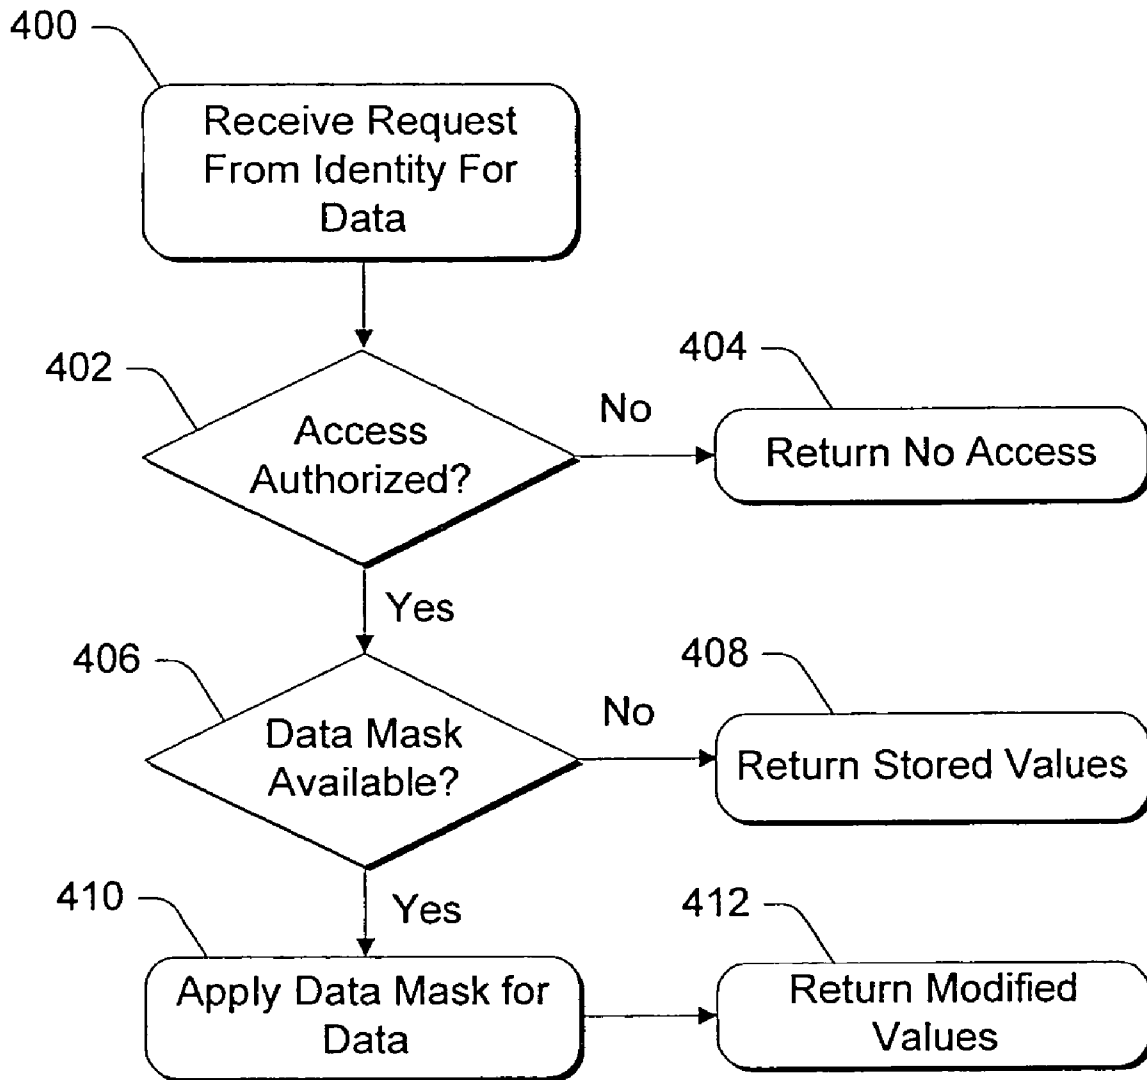 400
Receive Request
From Identity For
Data
402
Access
Authorized?
No
404
Return No Access
Yes
406
Data Mask
Available?
No
408
Return Stored Values
Yes
410
Apply Data Mask for
Data
412
Return Modified
Values